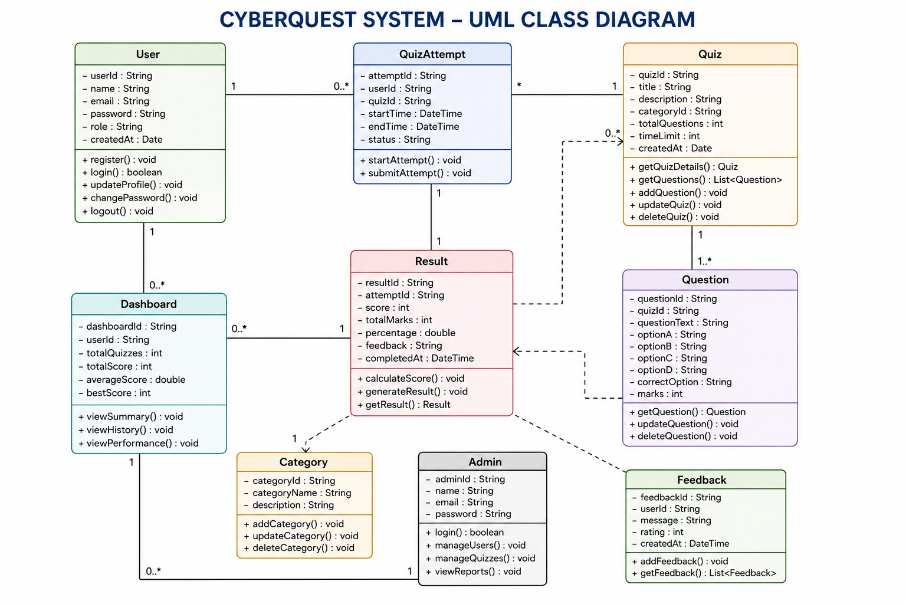 CYBERQUEST SYSTEM – UML CLASS DIAGRAM
User
– userId : String
– name : String
– email : String
– password : String
– role : String
– createdAt : Date
+ register() : void
+ login() : boolean
+ updateProfile() : void
+ changePassword() : void
+ logout() : void
1
0..*
QuizAttempt
– attemptId : String
– userId : String
– quizId : String
– startTime : DateTime
– endTime : DateTime
– status : String
+ startAttempt() : void
+ submitAttempt() : void
*
1
Quiz
– quizId : String
– title : String
– description : String
– categoryId : String
– totalQuestions : int
– timeLimit : int
– createdAt : Date
+ getQuizDetails() : Quiz
+ getQuestions() : List<Question>
+ addQuestion() : void
+ updateQuiz() : void
+ deleteQuiz() : void
0..*
1
0..*
1
1
1
1..*
Dashboard
– dashboardId : String
– userId : String
– totalQuizzes : int
– totalScore : int
– averageScore : double
– bestScore : int
+ viewSummary() : void
+ viewHistory() : void
+ viewPerformance() : void
0..*
1
Result
– resultId : String
– attemptId : String
– score : int
– totalMarks : int
– percentage : double
– feedback : String
– completedAt : DateTime
+ calculateScore() : void
+ generateResult() : void
+ getResult() : Result
Question
– questionId : String
– quizId : String
– questionText : String
– optionA : String
– optionB : String
– optionC : String
– optionD : String
– correctOption : String
– marks : int
+ getQuestion() : Question
+ updateQuestion() : void
+ deleteQuestion() : void
1
1
Category
– categoryId : String
– categoryName : String
– description : String
+ addCategory() : void
+ updateCategory() : void
+ deleteCategory() : void
Admin
– adminId : String
– name : String
– email : String
– password : String
+ login() : boolean
+ manageUsers() : void
+ manageQuizzes() : void
+ viewReports() : void
Feedback
– feedbackId : String
– userId : String
– message : String
– rating : int
– createdAt : DateTime
+ addFeedback() : void
+ getFeedback() : List<Feedback>
0..*
1